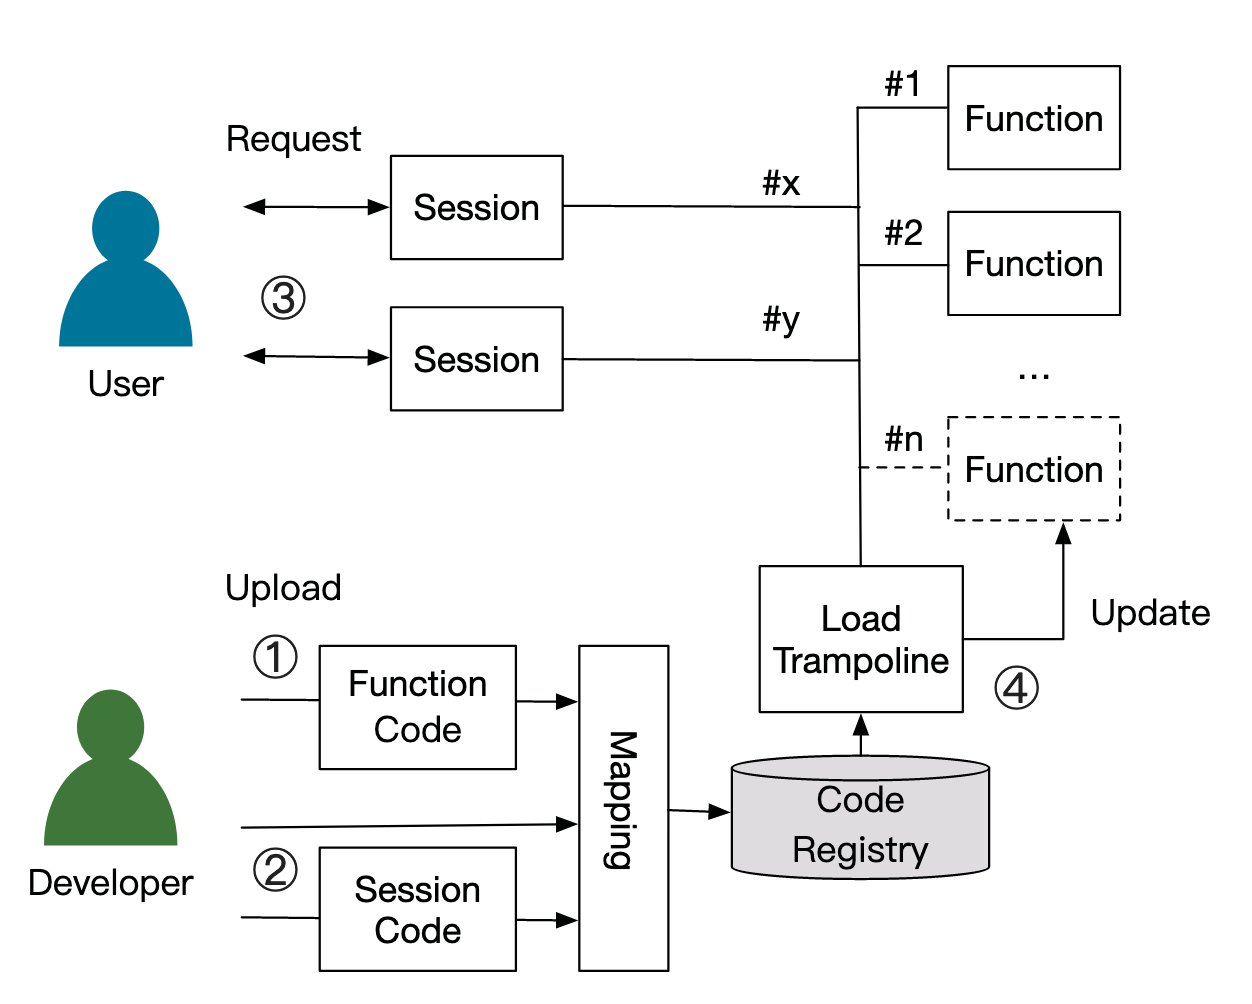 #1
Function
Request
#x
Session
#2
Function
③
#y
Session
User
...
#n
Function
Upload
Load
Trampoline
Update
①
Function
Code
④
Mapping
Code
Registry
②
Developer
Session
Code